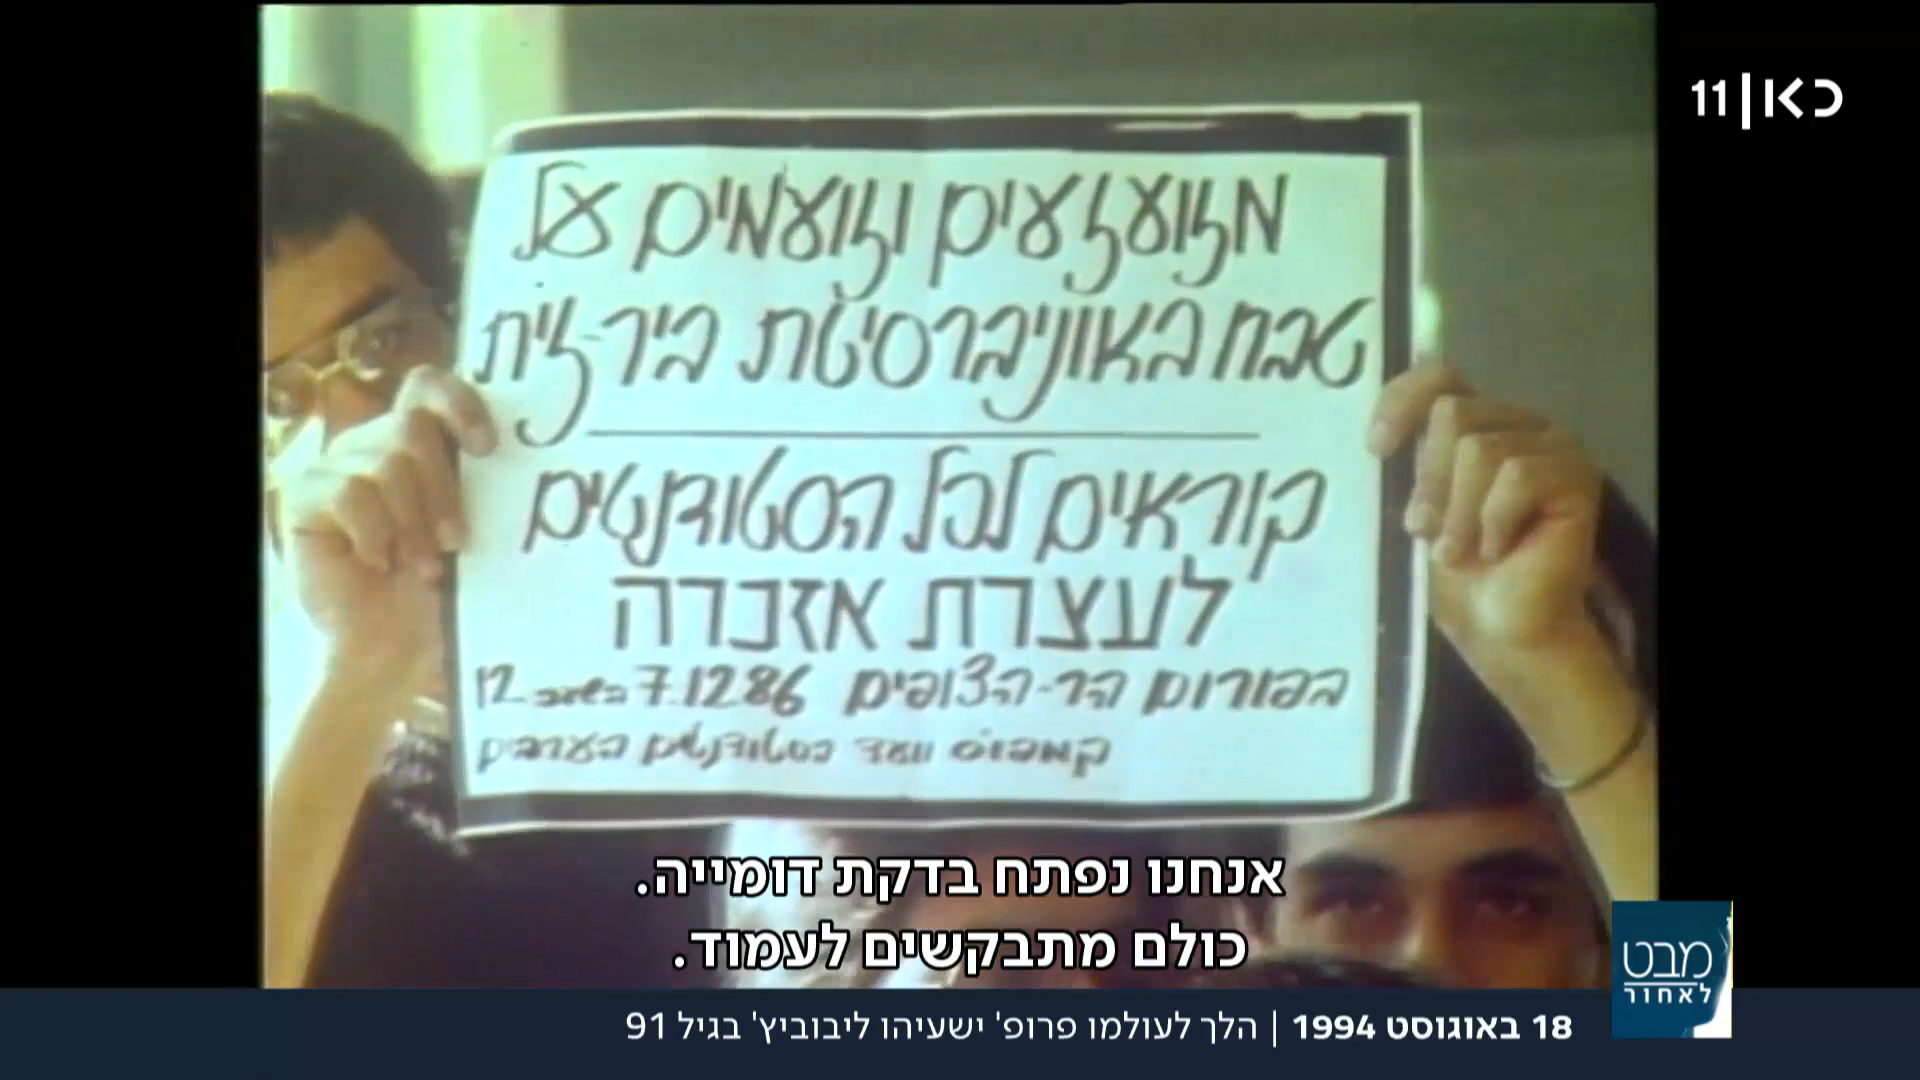 כאן 11
מזועזעים וזועמים על
טבח באוניברסיטת ביר-זית
קוראים לכל הסטודנטים
לעצרת אזכרה
בפורום הר-הצופים 7.12.86 בשעה 12
קמפוס וועד הסטודנטים הערבים
אנחנו נפתח בדקת דומייה.
כולם מתבקשים לעמוד.
מבט
לאחור
18 באוגוסט 1994 | הלך לעולמו פרופ' ישעיהו ליבוביץ' בגיל 91